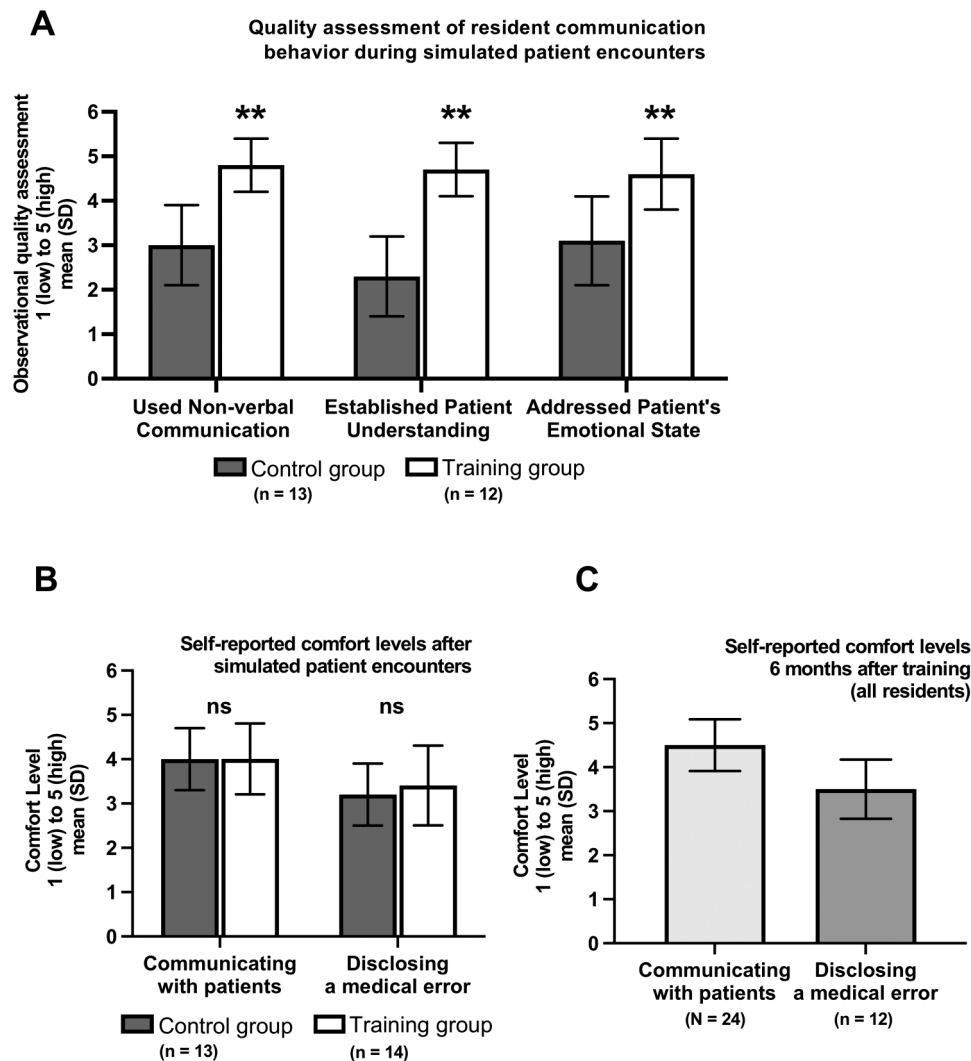 A
Quality assessment of resident communication
behavior during simulated patient encounters
Observational quality assessment
1 (low) to 5 (high)
mean (SD)
6
5
4
3
2
1
0
**
**
**
Used Non-verbal
Communication
Established Patient
Understanding
Addressed Patient's
Emotional State
Control group
(n = 13)
Training group
(n = 12)
B
Self-reported comfort levels after
simulated patient encounters
Comfort Level
1 (low) to 5 (high)
mean (SD)
6
5
4
3
2
1
0
ns
ns
Communicating
with patients
Disclosing
a medical error
Control group
(n = 13)
Training group
(n = 14)
C
Self-reported comfort levels
6 months after training
(all residents)
Comfort Level
1 (low) to 5 (high)
mean (SD)
6
5
4
3
2
1
0
Communicating
with patients
(N = 24)
Disclosing
a medical error
(n = 12)